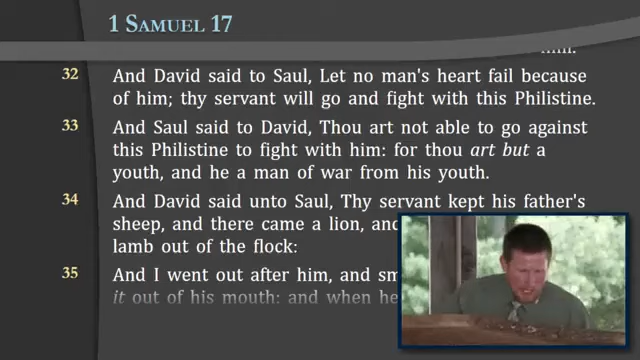 1 SAMUEL 17
him.
32 And David said to Saul, Let no man's heart fail because
of him; thy servant will go and fight with this Philistine.
33 And Saul said to David, Thou art not able to go against
this Philistine to fight with him: for thou art but a
youth, and he a man of war from his youth.
34 And David said unto Saul, Thy servant kept his father's
sheep, and there came a lion, and
lamb out of the flock:
35 And I went out after him, and sm
it out of his mouth: and when he